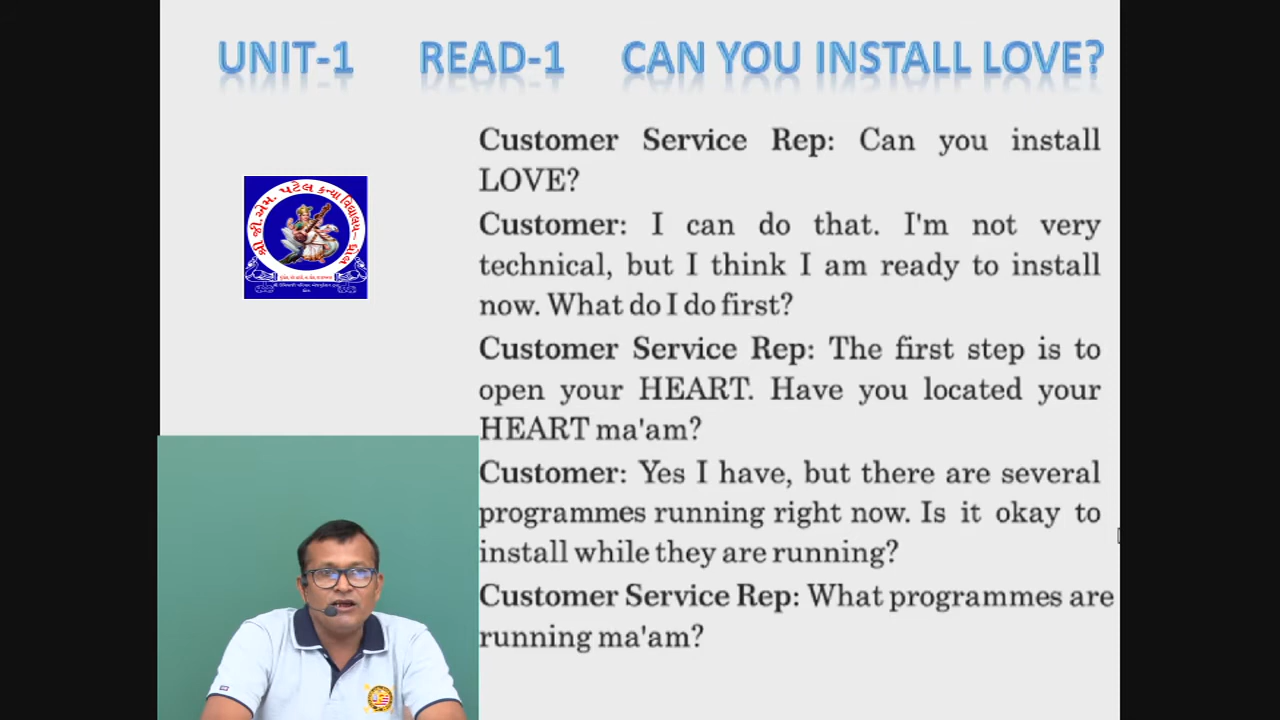 UNIT-1 READ-1 CAN YOU INSTALL LOVE?
Customer Service Rep: Can you install
LOVE?
Customer: I can do that. I'm not very
technical, but I think I am ready to install
now. What do I do first?
Customer Service Rep: The first step is to
open your HEART. Have you located your
HEART ma'am?
Customer: Yes I have, but there are several
programmes running right now. Is it okay to
install while they are running?
Customer Service Rep: What programmes are
running ma'am?
શ્રી જી. એમ. પટેલ કન્યા વિદ્યાલય